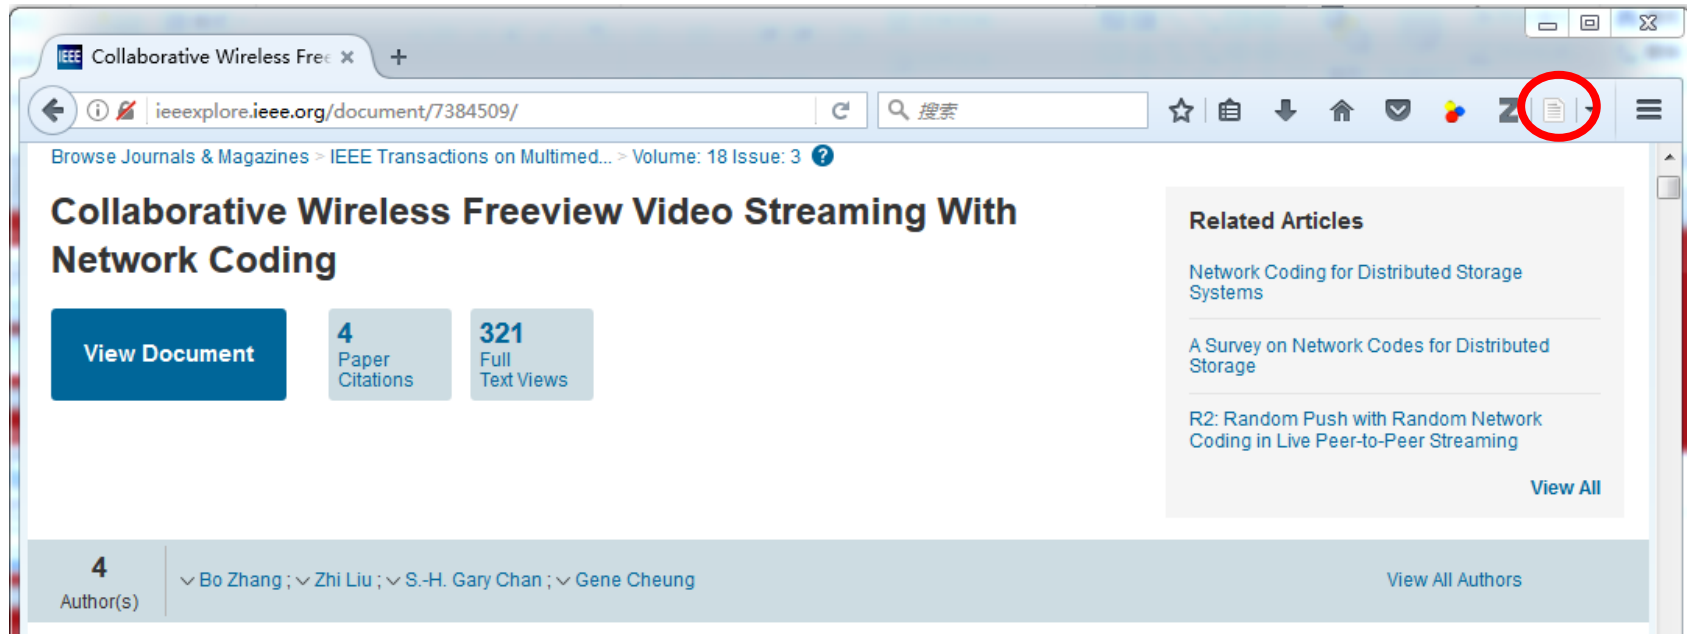 IEEE Collaborative Wireless Fre
ieeexplore.ieee.org/document/7384509/
搜索
Z
Browse Journals & Magazines > IEEE Transactions on Multimed... > Volume: 18 Issue: 3 ?
Collaborative Wireless Freeview Video Streaming With
Network Coding
View Document
4
Paper
Citations
321
Full
Text Views
Related Articles
Network Coding for Distributed Storage
Systems
A Survey on Network Codes for Distributed
Storage
R2: Random Push with Random Network
Coding in Live Peer-to-Peer Streaming
View All
4
Author(s)
Bo Zhang ; Zhi Liu ; S.-H. Gary Chan ; Gene Cheung
View All Authors